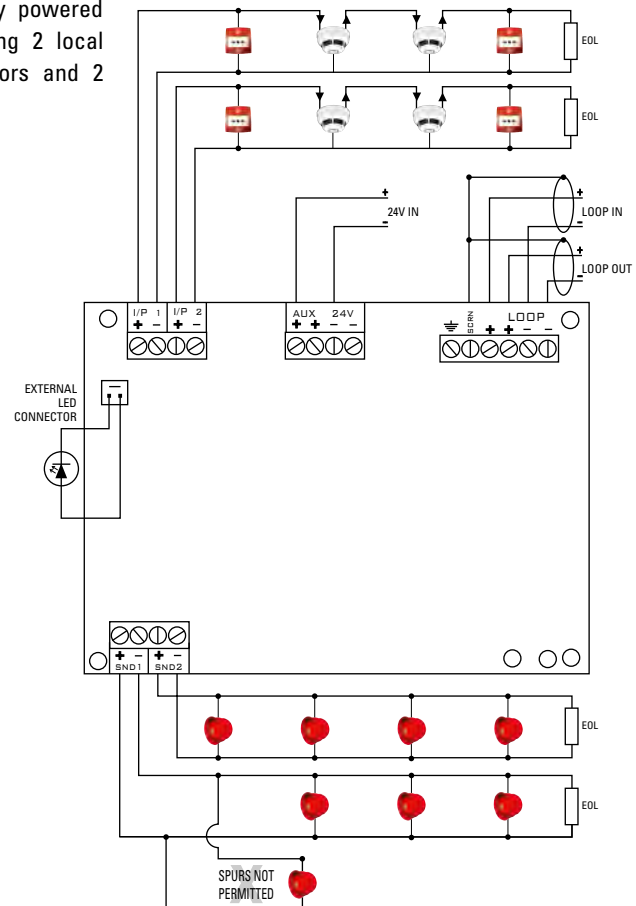 y powered
ng 2 local
ors and 2
EOL
EOL
+
24V IN
-
+
LOOP IN
-
+
LOOP OUT
-
I/P 1 I/P 2
+ - + -
AUX 24V
+ + - -
SCRN LOOP
+ + - -
EXTERNAL
LED
CONNECTOR
+ - + -
SND1 SND2
EOL
EOL
X
SPURS NOT
PERMITTED